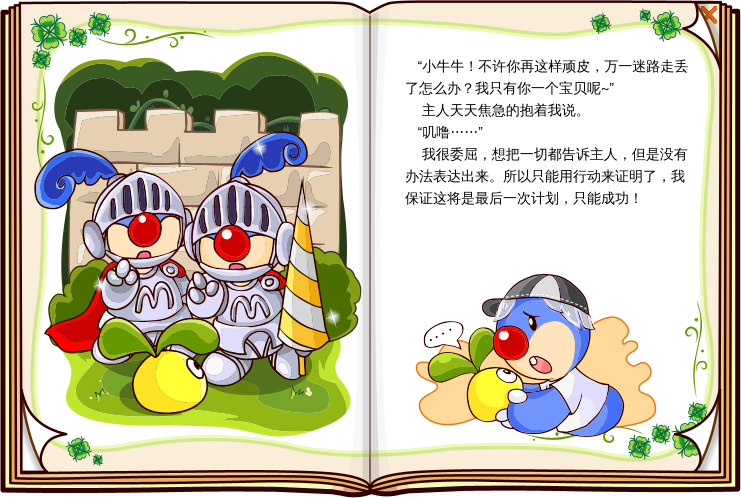 “小牛牛！不许你再这样顽皮，万一迷路走丢
了怎么办？我只有你一个宝贝呢~”
主人天天焦急的抱着我说。
“叽噜……”
我很委屈，想把一切都告诉主人，但是没有
办法表达出来。所以只能用行动来证明了，我
保证这将是最后一次计划，只能成功！